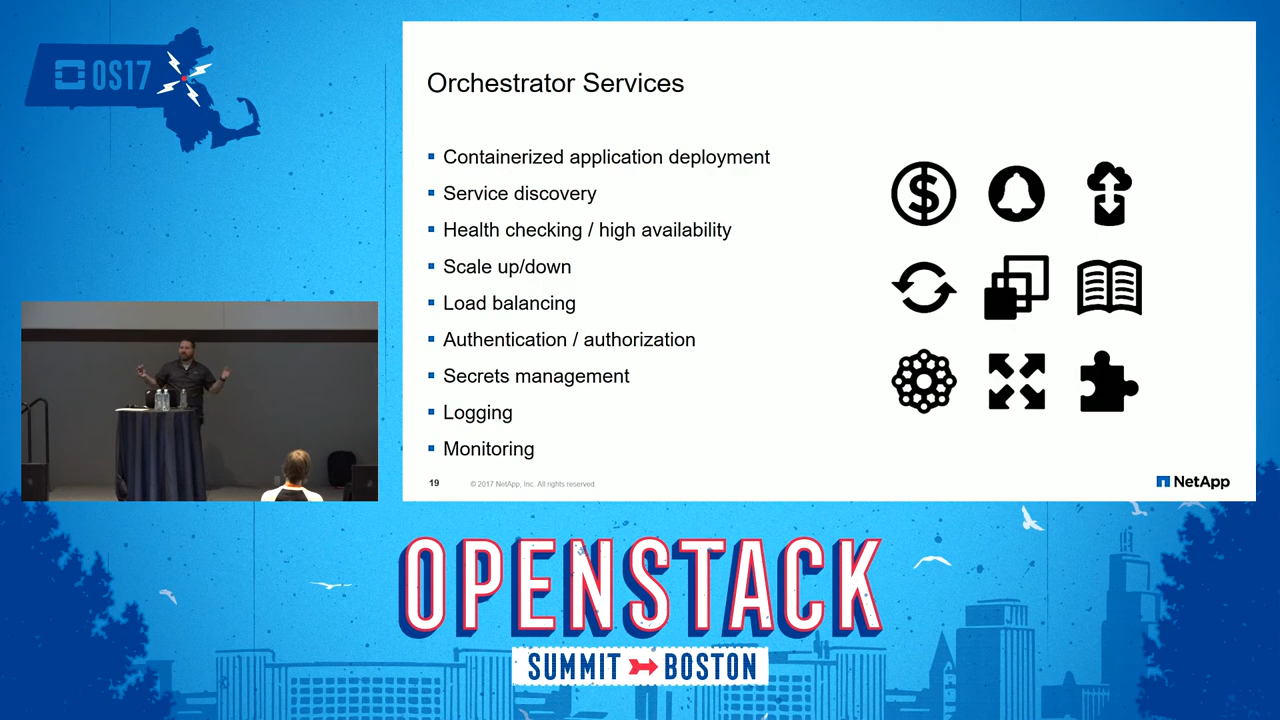 OS17
Orchestrator Services
Containerized application deployment
Service discovery
Health checking / high availability
Scale up/down
Load balancing
Authentication / authorization
Secrets management
Logging
Monitoring
19
© 2017 NetApp, Inc. All rights reserved.
NetApp
OPENSTACK
SUMMIT BOSTON